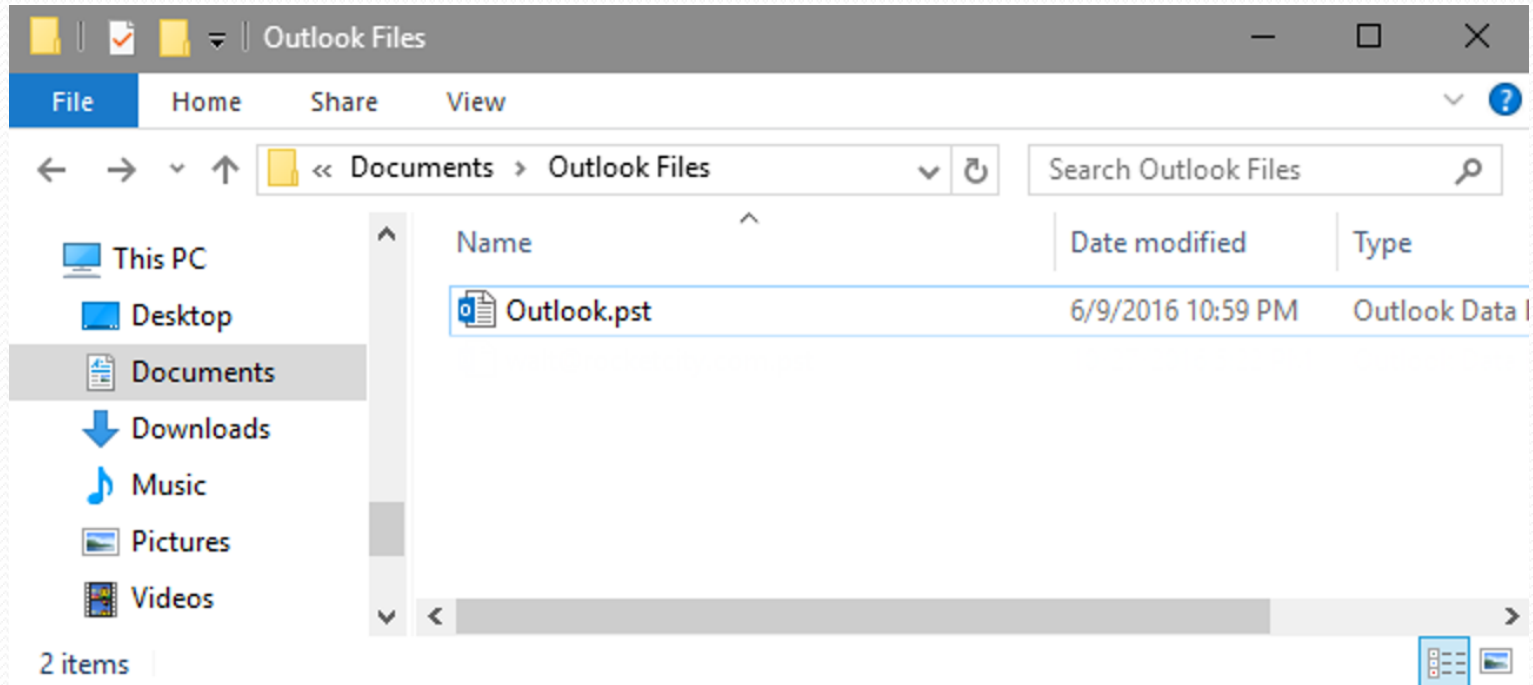 Outlook Files
File Home Share View
« Documents > Outlook Files
Search Outlook Files
This PC
Desktop
Documents
Downloads
Music
Pictures
Videos
Name Date modified Type
Outlook.pst 6/9/2016 10:59 PM Outlook Data
2 items